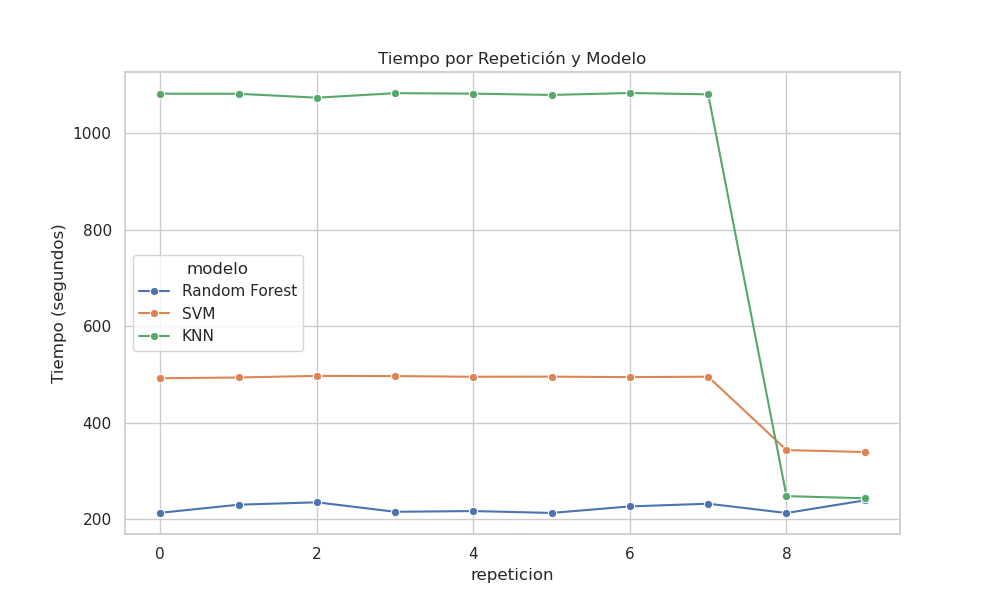 Tiempo por Repetición y Modelo
Tiempo (segundos)
1000
800
600
400
200
modelo
Random Forest
SVM
KNN
0 2 4 6 8
repeticion